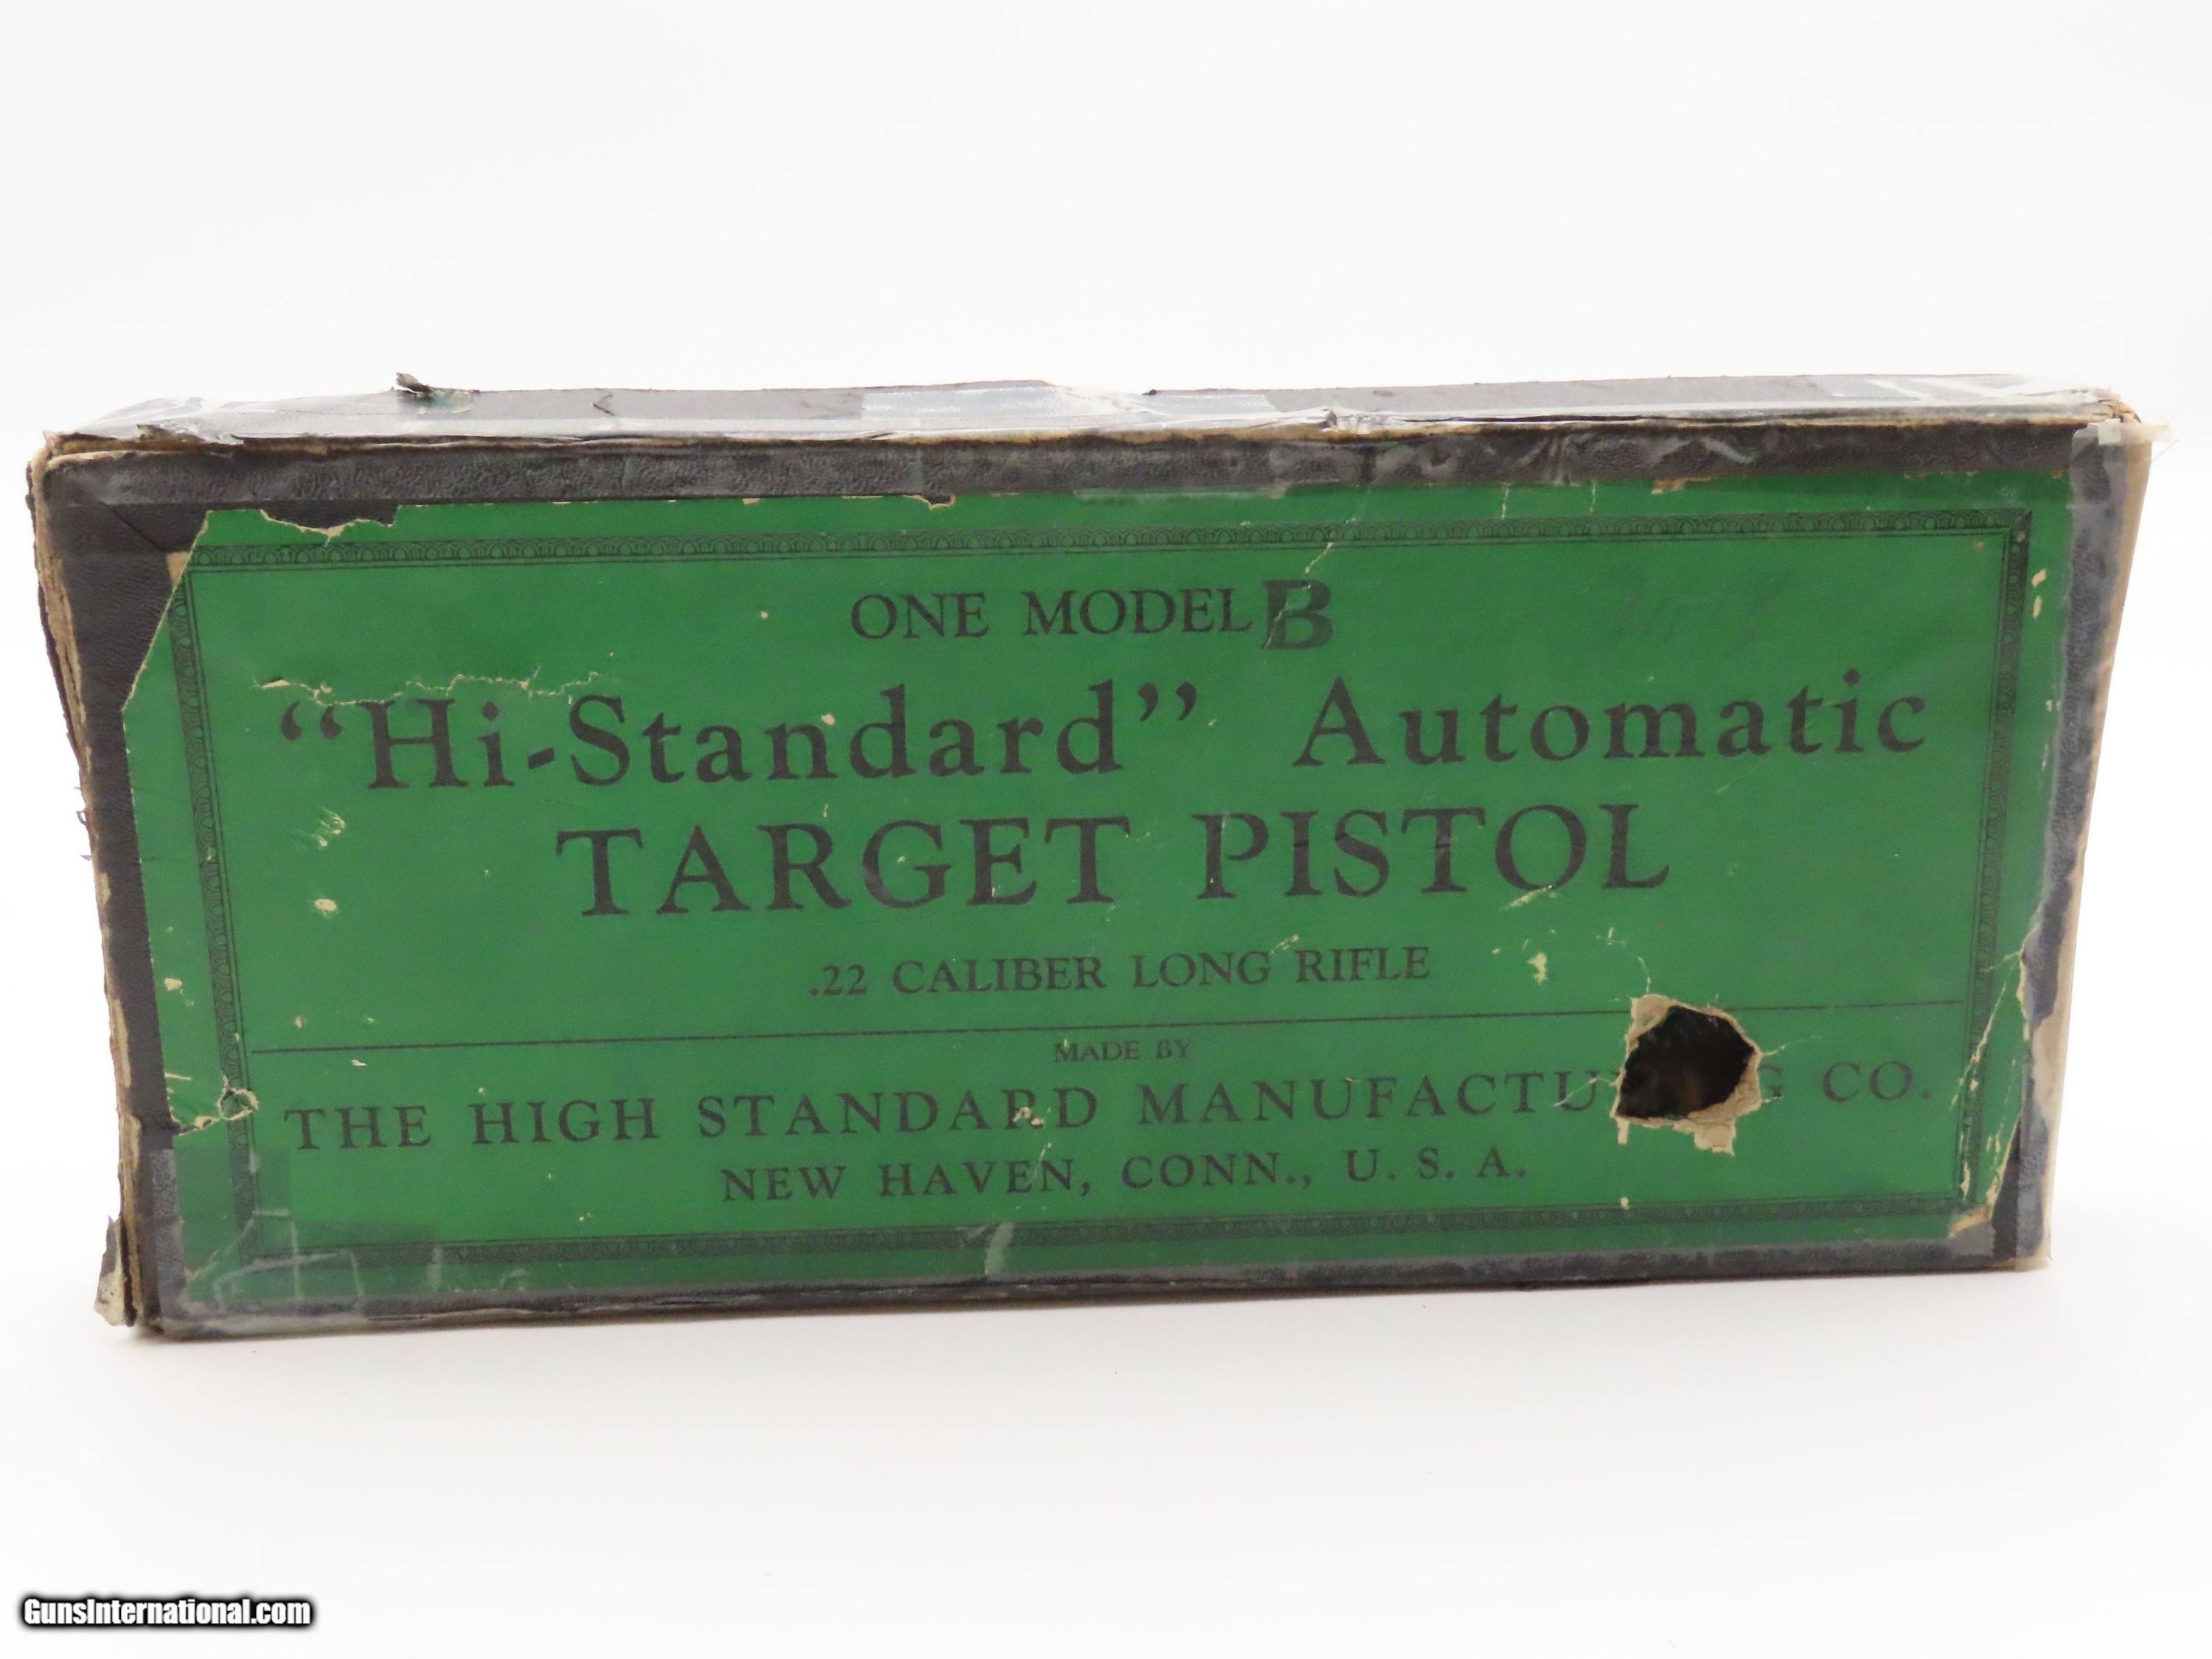 ONE MODEL B
“Hi-Standard” Automatic
TARGET PISTOL
.22 CALIBER LONG RIFLE
MADE BY
THE HIGH STANDARD CO.
NEW HAVEN, CONN., U. S. A.
GunsInternational.com